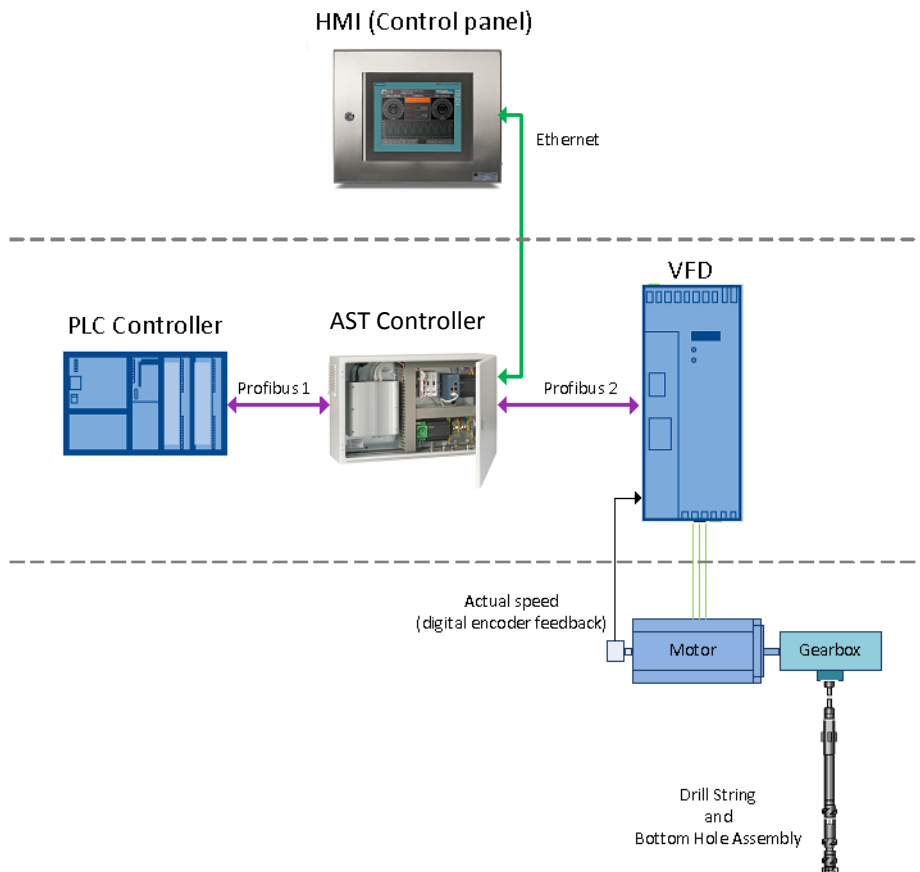 HMI (Control panel)
Ethernet
VFD
PLC Controller
AST Controller
Profibus 1
Profibus 2
Actual speed
(digital encoder feedback)
Motor
Gearbox
Drill String
and
Bottom Hole Assembly